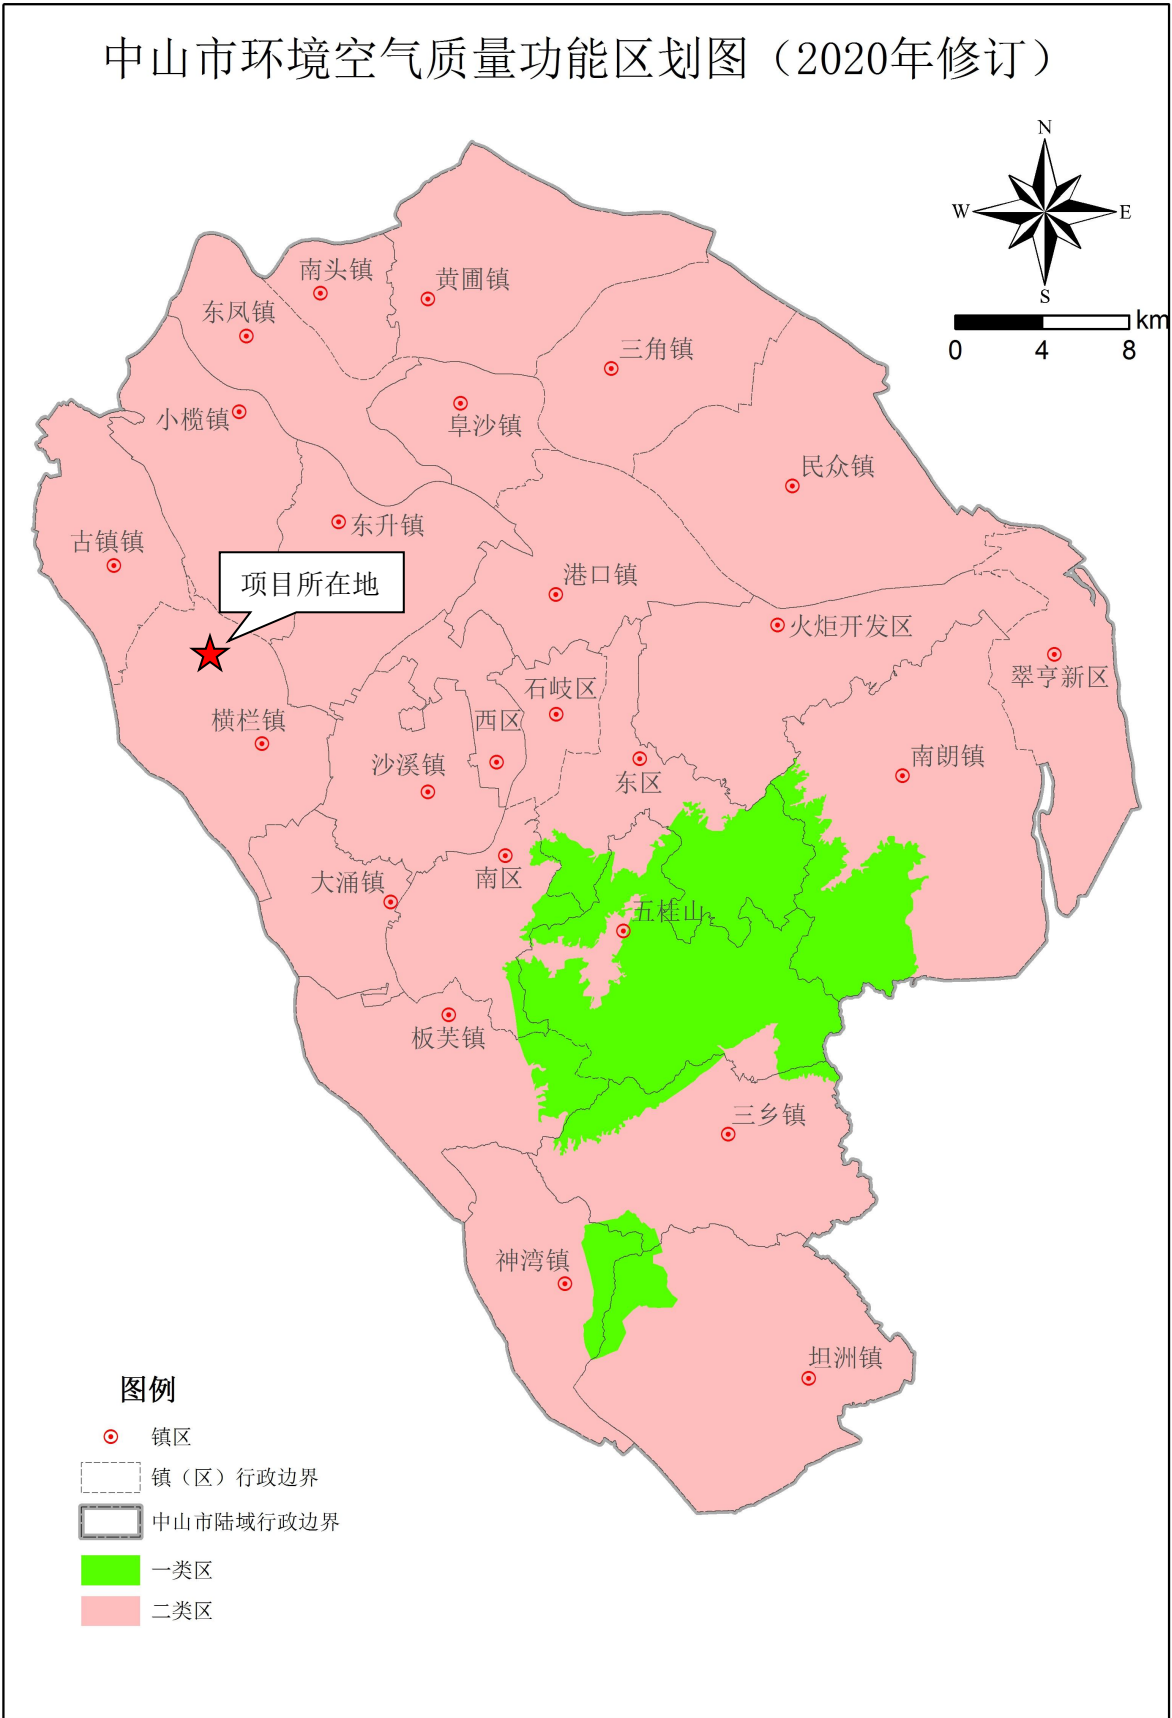 中山市环境空气质量功能区划图（2020年修订）
N
W
E
S
km
0
4
8
南头镇
黄圃镇
东凤镇
三角镇
小榄镇
阜沙镇
民众镇
东升镇
古镇镇
港口镇
项目所在地
火炬开发区
翠亨新区
石岐区
横栏镇
西区
沙溪镇
东区
南朗镇
南区
大涌镇
五桂山
板芙镇
三乡镇
神湾镇
坦洲镇
图例
镇区
镇（区）行政边界
中山市陆域行政边界
一类区
二类区